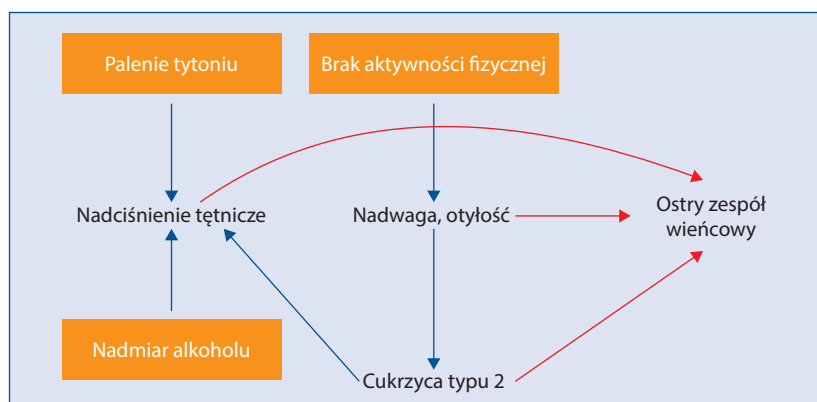 Palenie tytoniu
Brak aktywności fizycznej
Nadciśnienie tętnicze
Nadwaga, otyłość
Ostry zespół
wieńcowy
Nadmiar alkoholu
Cukrzyca typu 2